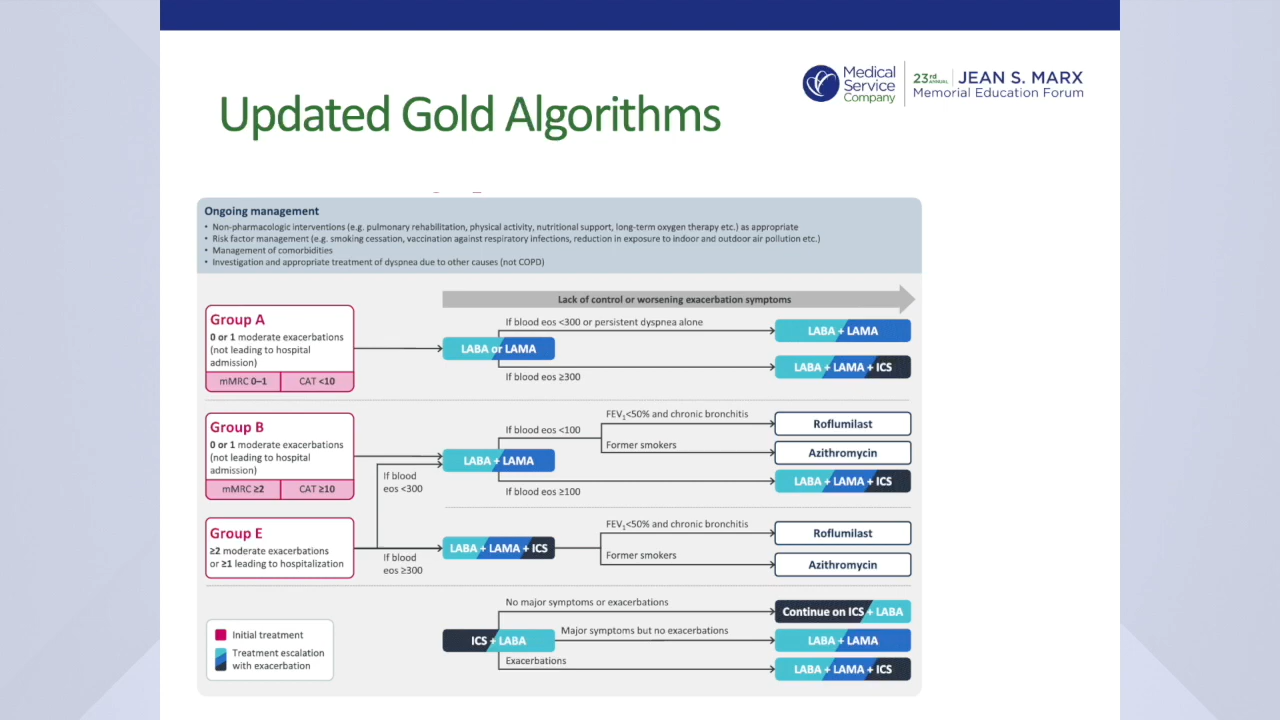 Medical
Service
Company
23rd
ANNUAL
JEAN S. MARX
Memorial Education Forum
Updated Gold Algorithms
Ongoing management
• Non-pharmacologic interventions (e.g. pulmonary rehabilitation, physical activity, nutritional support, long-term oxygen therapy etc.) as appropriate
• Risk factor management (e.g. smoking cessation, vaccination against respiratory infections, reduction in exposure to indoor and outdoor air pollution etc.)
• Management of comorbidities
• Investigation and appropriate treatment of dyspnea due to other causes (not COPD)
Lack of control or worsening exacerbation symptoms
Group A
0 or 1 moderate exacerbations
(not leading to hospital
admission)
mMRC 0–1
CAT <10
LABA or LAMA
If blood eos <300 or persistent dyspnea alone
LABA + LAMA
If blood eos ≥300
LABA + LAMA + ICS
Group B
0 or 1 moderate exacerbations
(not leading to hospital
admission)
mMRC ≥2
CAT ≥10
LABA + LAMA
If blood eos <100
FEV1<50% and chronic bronchitis
Roflumilast
Former smokers
Azithromycin
If blood eos ≥100
LABA + LAMA + ICS
If blood
eos <300
Group E
≥2 moderate exacerbations
or ≥1 leading to hospitalization
If blood
eos ≥300
LABA + LAMA + ICS
FEV1<50% and chronic bronchitis
Roflumilast
Former smokers
Azithromycin
ICS + LABA
No major symptoms or exacerbations
Continue on ICS + LABA
Major symptoms but no exacerbations
LABA + LAMA
Exacerbations
LABA + LAMA + ICS
Initial treatment
Treatment escalation
with exacerbation